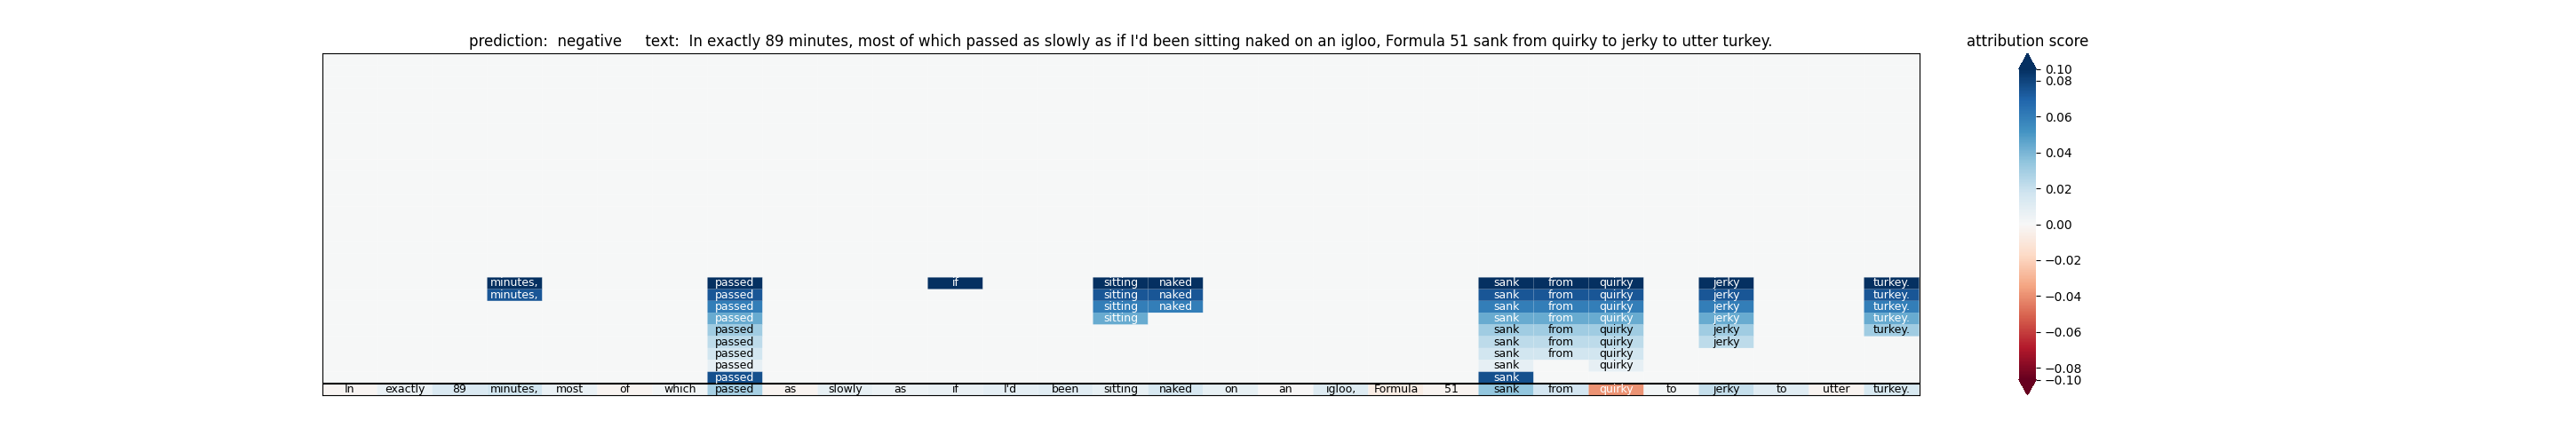 prediction:  negative     text:  In exactly 89 minutes, most of which passed as slowly as if I'd been sitting naked on an igloo, Formula 51 sank from quirky to jerky to utter turkey.
attribution score
0.10
0.08
0.06
0.04
0.02
0.00
−0.02
−0.04
−0.06
−0.08
−0.10
minutes, passed if sitting naked sank from quirky jerky turkey.
minutes, passed sitting naked sank from quirky jerky turkey.
passed sitting naked sank from quirky jerky turkey.
passed sitting sank from quirky jerky turkey.
passed sank from quirky jerky turkey.
passed sank from quirky jerky
passed sank from quirky
passed sank quirky
passed sank
In exactly 89 minutes, most of which passed as slowly as if I'd been sitting naked on an igloo, Formula 51 sank from quirky to jerky to utter turkey.